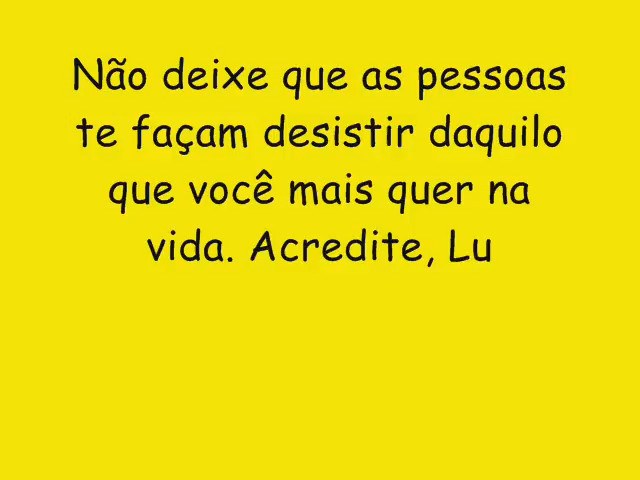 Não deixe que as pessoas
te façam desistir daquilo
que você mais quer na
vida. Acredite, Lu